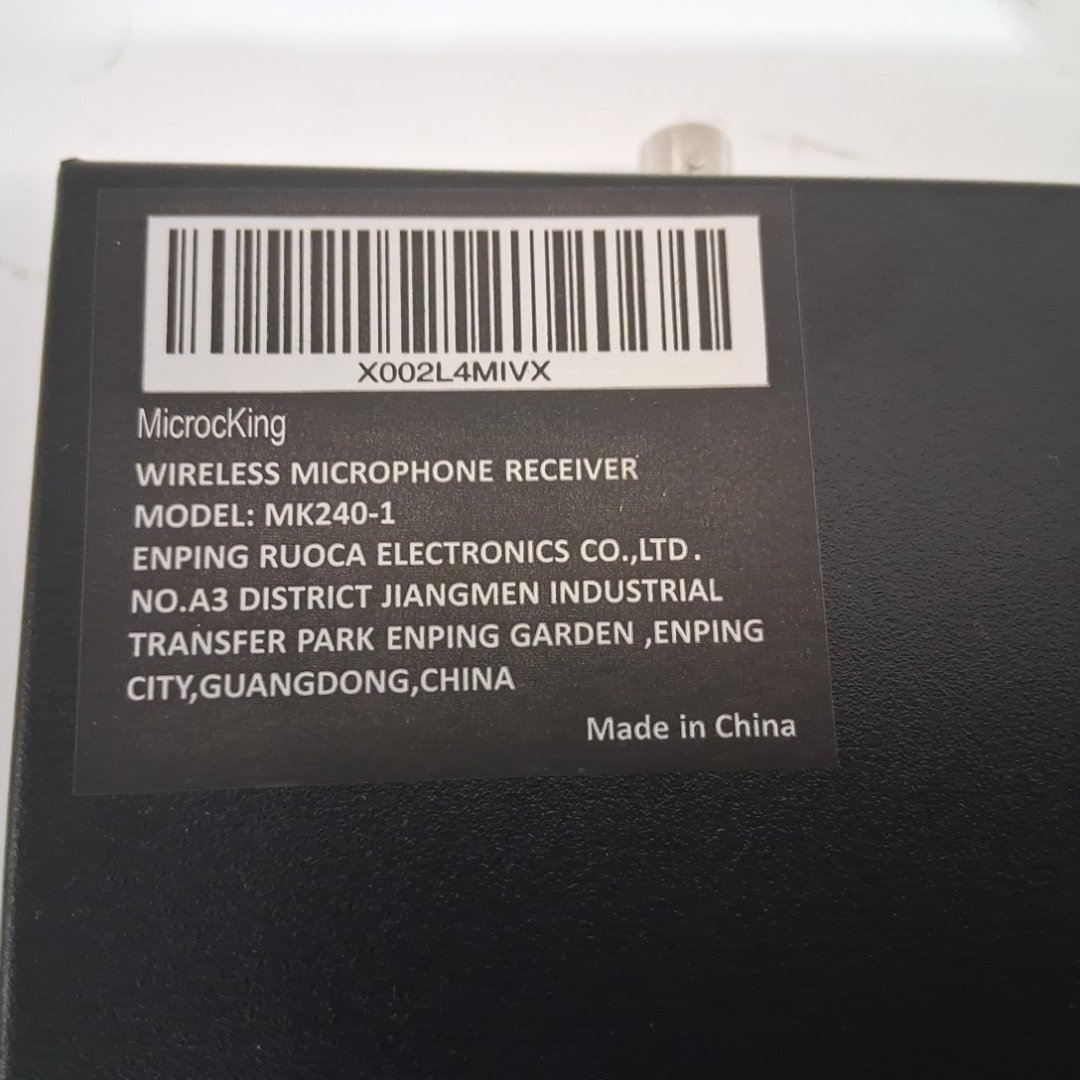 X002L4MIVX
MicrocKing
WIRELESS MICROPHONE RECEIVER
MODEL: MK240-1
ENPING RUOCA ELECTRONICS CO.,LTD.
NO.A3 DISTRICT JIANGMEN INDUSTRIAL
TRANSFER PARK ENPING GARDEN ,ENPING
CITY,GUANGDONG,CHINA
Made in China